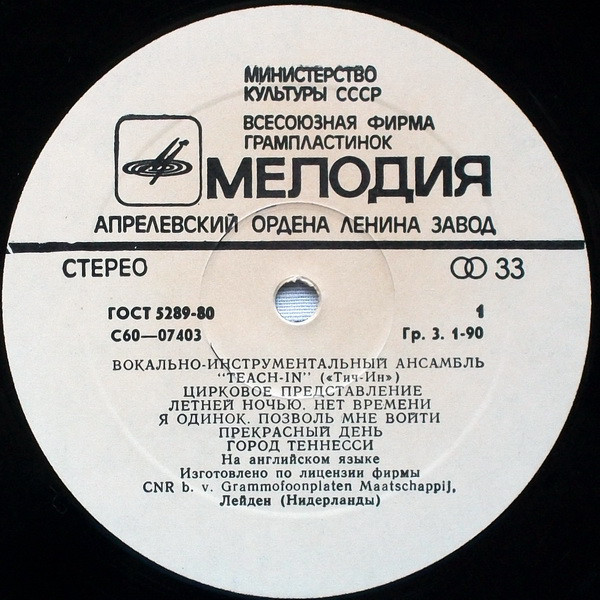 МИНИСТЕРСТВО
КУЛЬТУРЫ СССР
ВСЕСОЮЗНАЯ ФИРМА
ГРАМПЛАСТИНОК
МЕЛОДИЯ
АПРЕЛЕВСКИЙ ОРДЕНА ЛЕНИНА ЗАВОД
СТЕРЕО 33
ГОСТ 5289-80 1
С60—07403 Гр. 3. 1-90
ВОКАЛЬНО-ИНСТРУМЕНТАЛЬНЫЙ АНСАМБЛЬ
"TEACH-IN" («Тич-Ин»)
ЦИРКОВОЕ ПРЕДСТАВЛЕНИЕ
ЛЕТНЕЙ НОЧЬЮ. НЕТ ВРЕМЕНИ
Я ОДИНОК. ПОЗВОЛЬ МНЕ ВОЙТИ
ПРЕКРАСНЫЙ ДЕНЬ
ГОРОД ТЕННЕССИ
На английском языке
Изготовлено по лицензии фирмы
CNR b. v. Grammofoonplaten Maatschappij,
Лейден (Нидерланды)